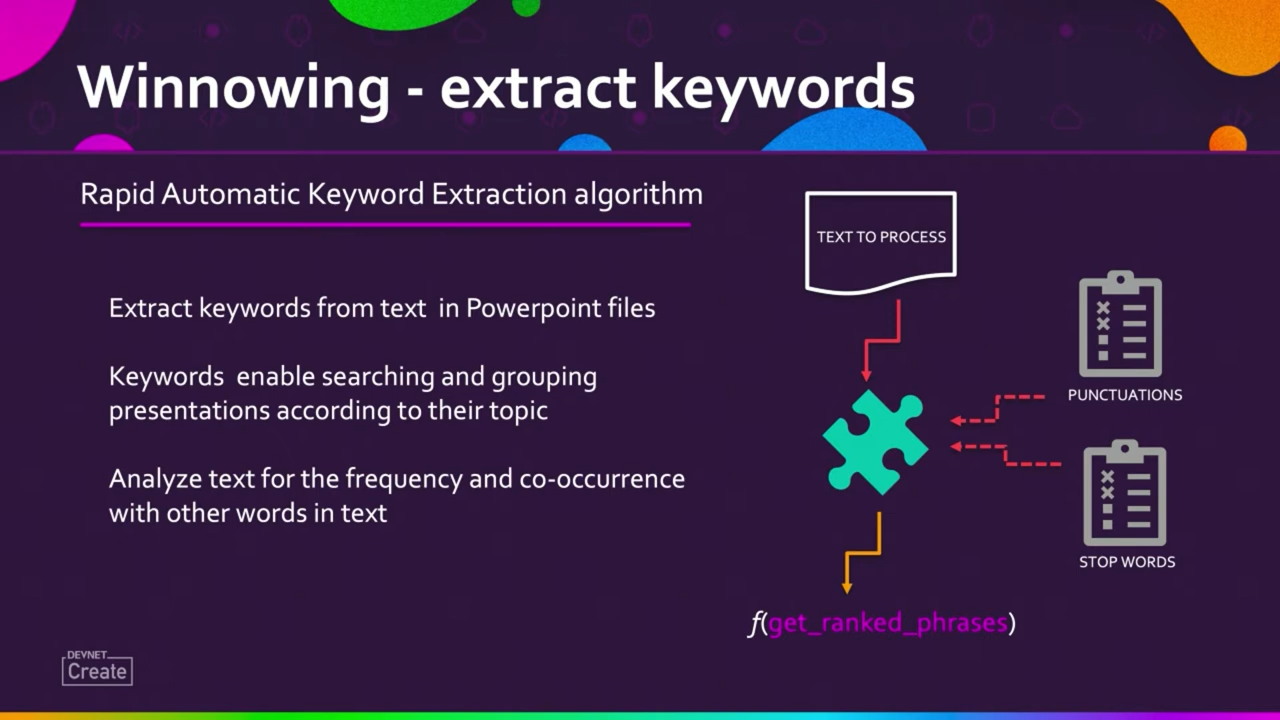 Winnowing - extract keywords
Rapid Automatic Keyword Extraction algorithm
Extract keywords from text in Powerpoint files
Keywords enable searching and grouping
presentations according to their topic
Analyze text for the frequency and co-occurrence
with other words in text
TEXT TO PROCESS
PUNCTUATIONS
STOP WORDS
f(get_ranked_phrases)
DEVNET
Create